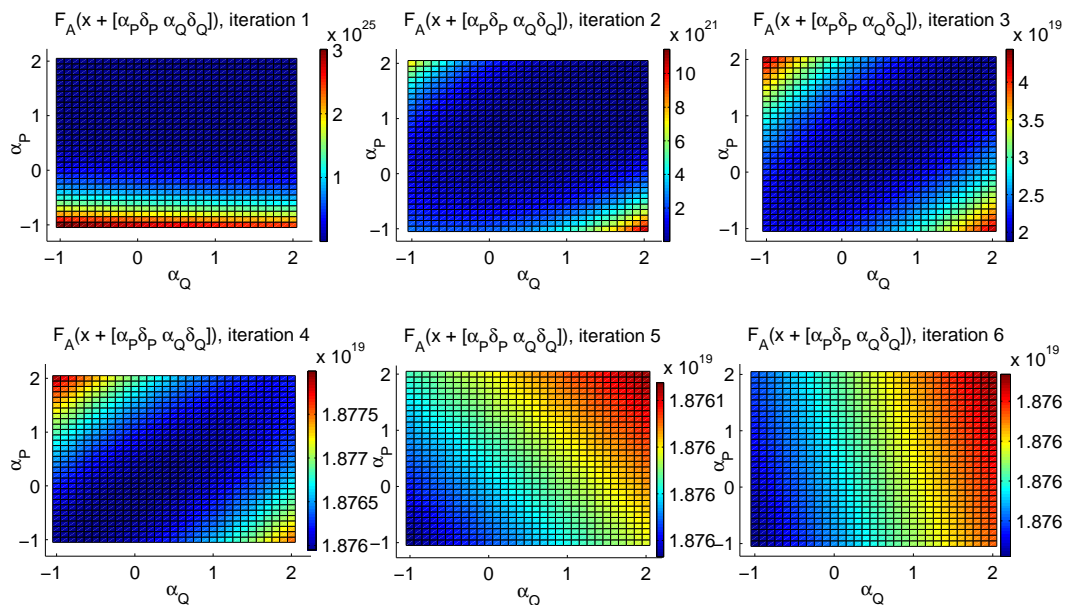 F_A(x + [α_Pδ_P α_Qδ_Q]), iteration 1
x 10^25
3
2
1
2
1
0
−1
α_P
−1 0 1 2
α_Q
F_A(x + [α_Pδ_P α_Qδ_Q]), iteration 2
x 10^21
10
8
6
4
2
2
1
0
−1
α_P
−1 0 1 2
α_Q
F_A(x + [α_Pδ_P α_Qδ_Q]), iteration 3
x 10^19
4
3.5
3
2.5
2
2
1
0
−1
α_P
−1 0 1 2
α_Q
F_A(x + [α_Pδ_P α_Qδ_Q]), iteration 4
x 10^19
1.8775
1.877
1.8765
1.876
2
1
0
−1
α_P
−1 0 1 2
α_Q
F_A(x + [α_Pδ_P α_Qδ_Q]), iteration 5
x 10^19
1.8761
1.876
1.876
1.876
2
1
0
−1
α_P
−1 0 1 2
α_Q
F_A(x + [α_Pδ_P α_Qδ_Q]), iteration 6
x 10^19
1.876
1.876
1.876
1.876
2
1
0
−1
α_P
−1 0 1 2
α_Q